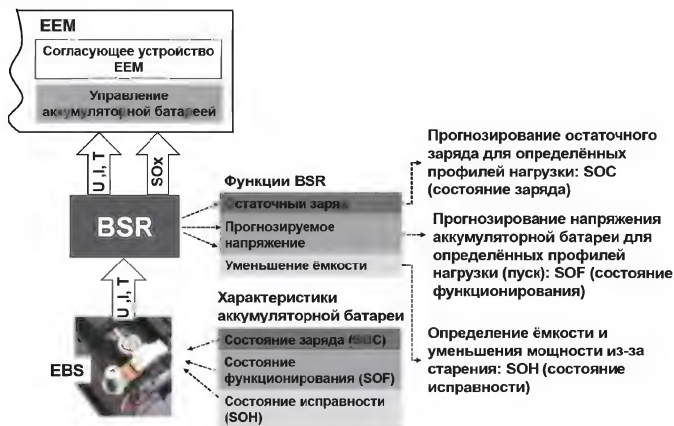 EEM
Согласующее устройство
EEM
Управление
аккумуляторной батареей
U,I, T
SOx
BSR
U,I, T
EBS
Функции BSR
Остаточный заряд
Прогнозируемое
напряжение
Уменьшение ёмкости
Характеристики
аккумуляторной батареи
Состояние заряда (SOC)
Состояние
функционирования (SOF)
Состояние исправности
(SOH)
Прогнозирование остаточного
заряда для определённых
профилей нагрузки: SOC
(состояние заряда)
Прогнозирование напряжения
аккумуляторной батареи для
определённых профилей
нагрузки (пуск): SOF (состояние
функционирования)
Определение ёмкости и
уменьшения мощности из-за
старения: SOH (состояние
исправности)